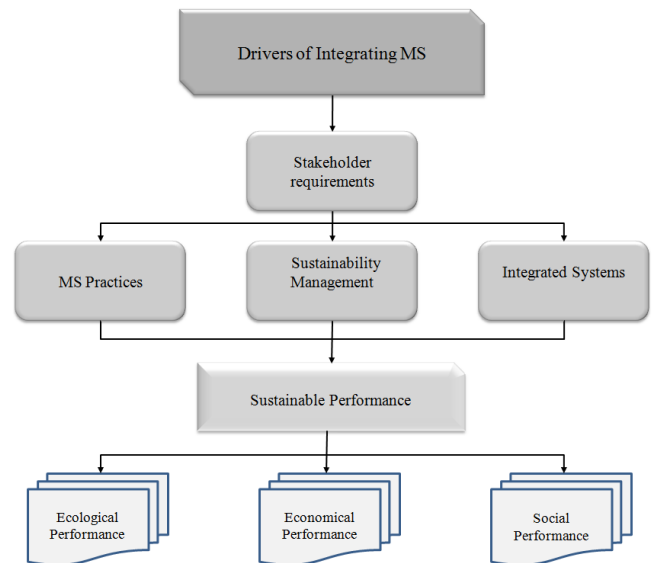 Drivers of Integrating MS
Stakeholder
requirements
MS Practices
Sustainability
Management
Integrated Systems
Sustainable Performance
Ecological
Performance
Economical
Performance
Social
Performance